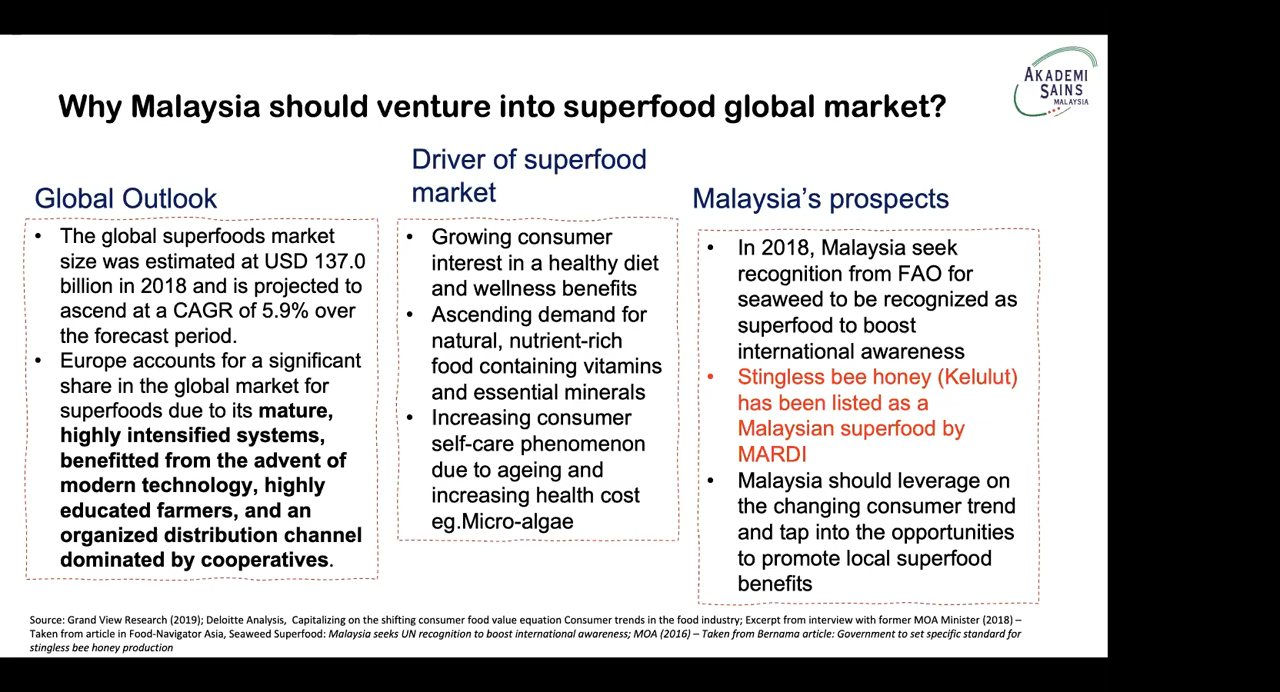 AKADEMI
SAINS
MALAYSIA
Why Malaysia should venture into superfood global market?
Global Outlook
• The global superfoods market
size was estimated at USD 137.0
billion in 2018 and is projected to
ascend at a CAGR of 5.9% over
the forecast period.
• Europe accounts for a significant
share in the global market for
superfoods due to its mature,
highly intensified systems,
benefitted from the advent of
modern technology, highly
educated farmers, and an
organized distribution channel
dominated by cooperatives.
Driver of superfood
market
• Growing consumer
interest in a healthy diet
and wellness benefits
• Ascending demand for
natural, nutrient-rich
food containing vitamins
and essential minerals
• Increasing consumer
self-care phenomenon
due to ageing and
increasing health cost
eg.Micro-algae
Malaysia's prospects
• In 2018, Malaysia seek
recognition from FAO for
seaweed to be recognized as
superfood to boost
international awareness
• Stingless bee honey (Kelulut)
has been listed as a
Malaysian superfood by
MARDI
• Malaysia should leverage on
the changing consumer trend
and tap into the opportunities
to promote local superfood
benefits
Source: Grand View Research (2019); Deloitte Analysis, Capitalizing on the shifting consumer food value equation Consumer trends in the food industry; Excerpt from interview with former MOA Minister (2018) –
Taken from article in Food-Navigator Asia, Seaweed Superfood: Malaysia seeks UN recognition to boost international awareness; MOA (2016) – Taken from Bernama article: Government to set specific standard for
stingless bee honey production